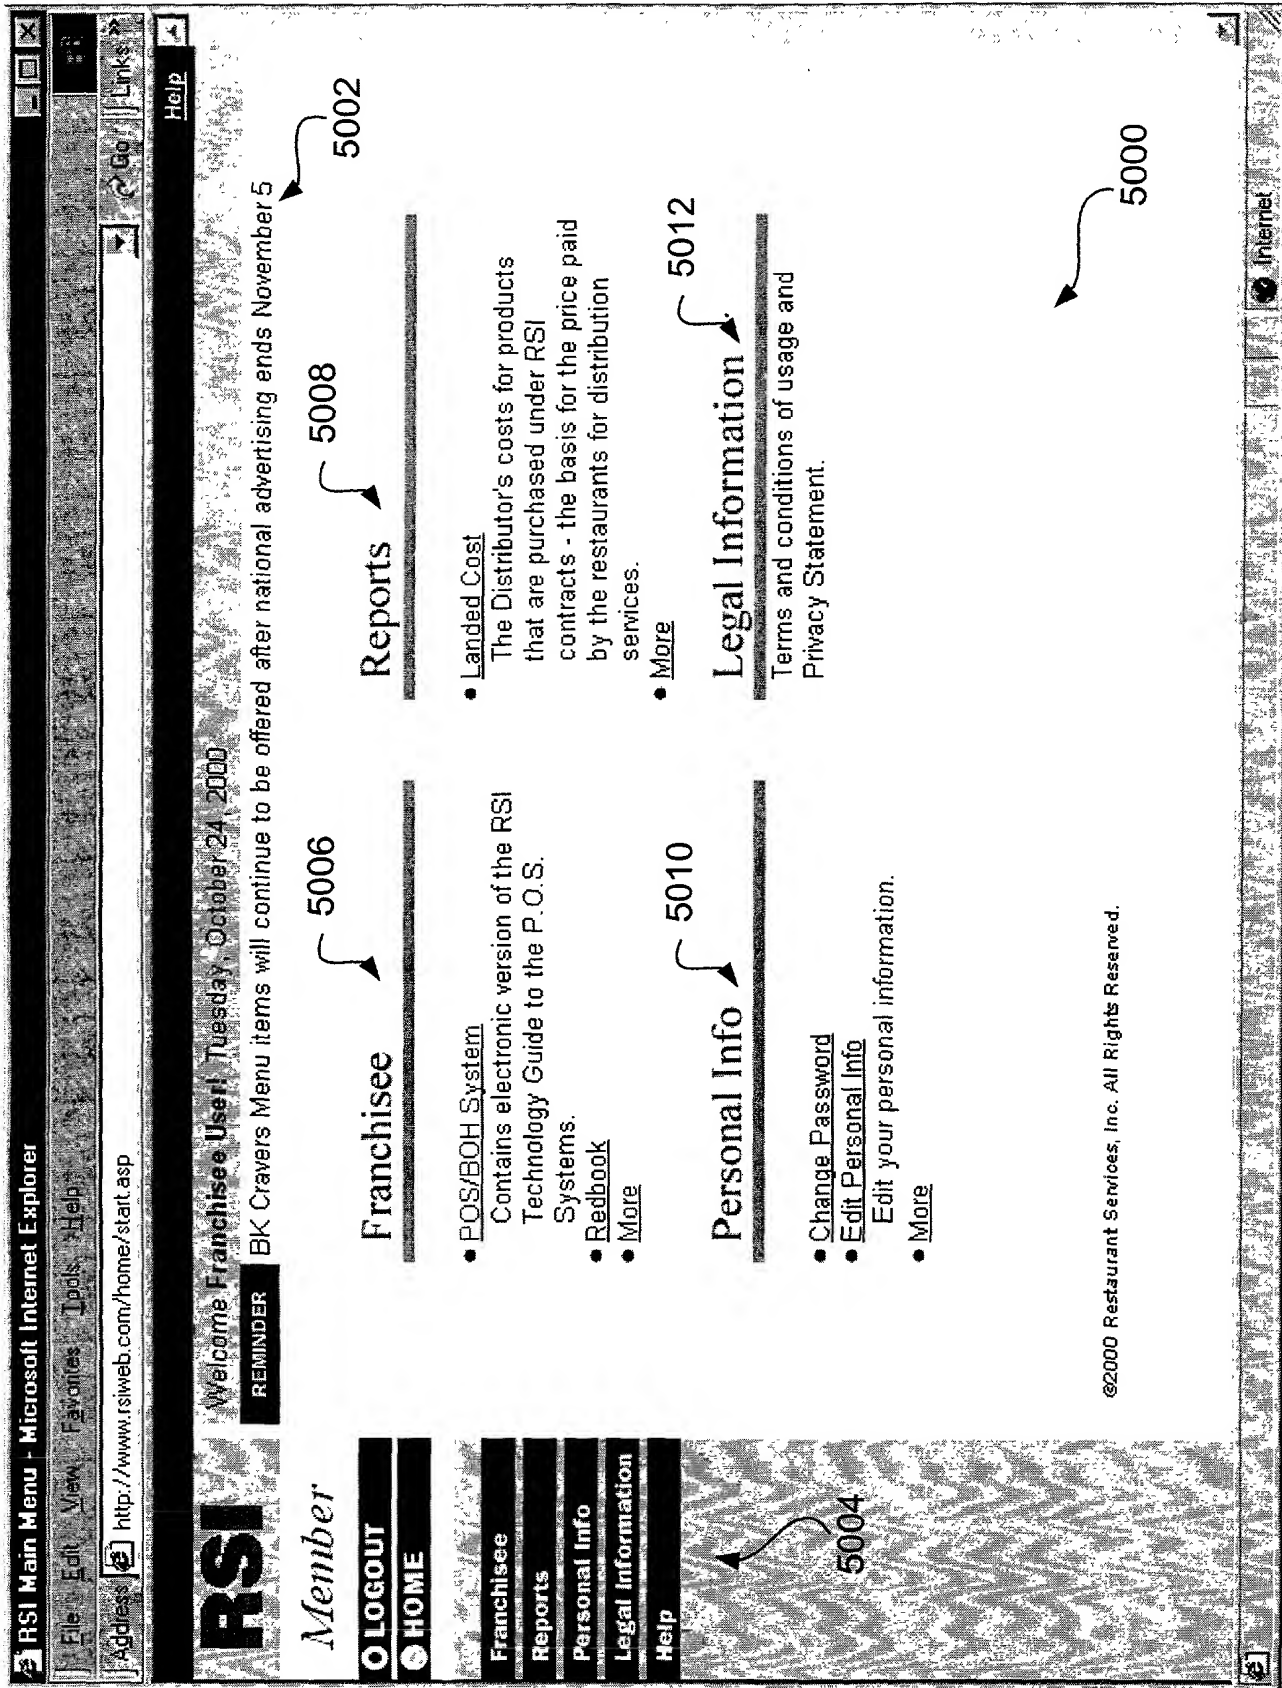 RSI Main Menu - Microsoft Internet Explorer
File Edit View Favorites Tools Help
Address http://www.rsiweb.com/home/start.asp Go Links »
Help
RSI
Welcome Franchisee User! Tuesday, October 24, 2000
REMINDER BK Cravers Menu items will continue to be offered after national advertising ends November 5
5002
Member
LOGOUT
HOME
Franchisee
Reports
Personal Info
Legal Information
Help
5004
5006
Franchisee
• POS/BOH System
Contains electronic version of the RSI
Technology Guide to the P.O.S.
Systems.
• Redbook
• More
5008
Reports
• Landed Cost
The Distributor's costs for products
that are purchased under RSI
contracts - the basis for the price paid
by the restaurants for distribution
services.
• More
5010
Personal Info
• Change Password
• Edit Personal Info
Edit your personal information.
• More
5012
Legal Information
Terms and conditions of usage and
Privacy Statement.
5000
©2000 Restaurant Services, Inc. All Rights Reserved.
Internet